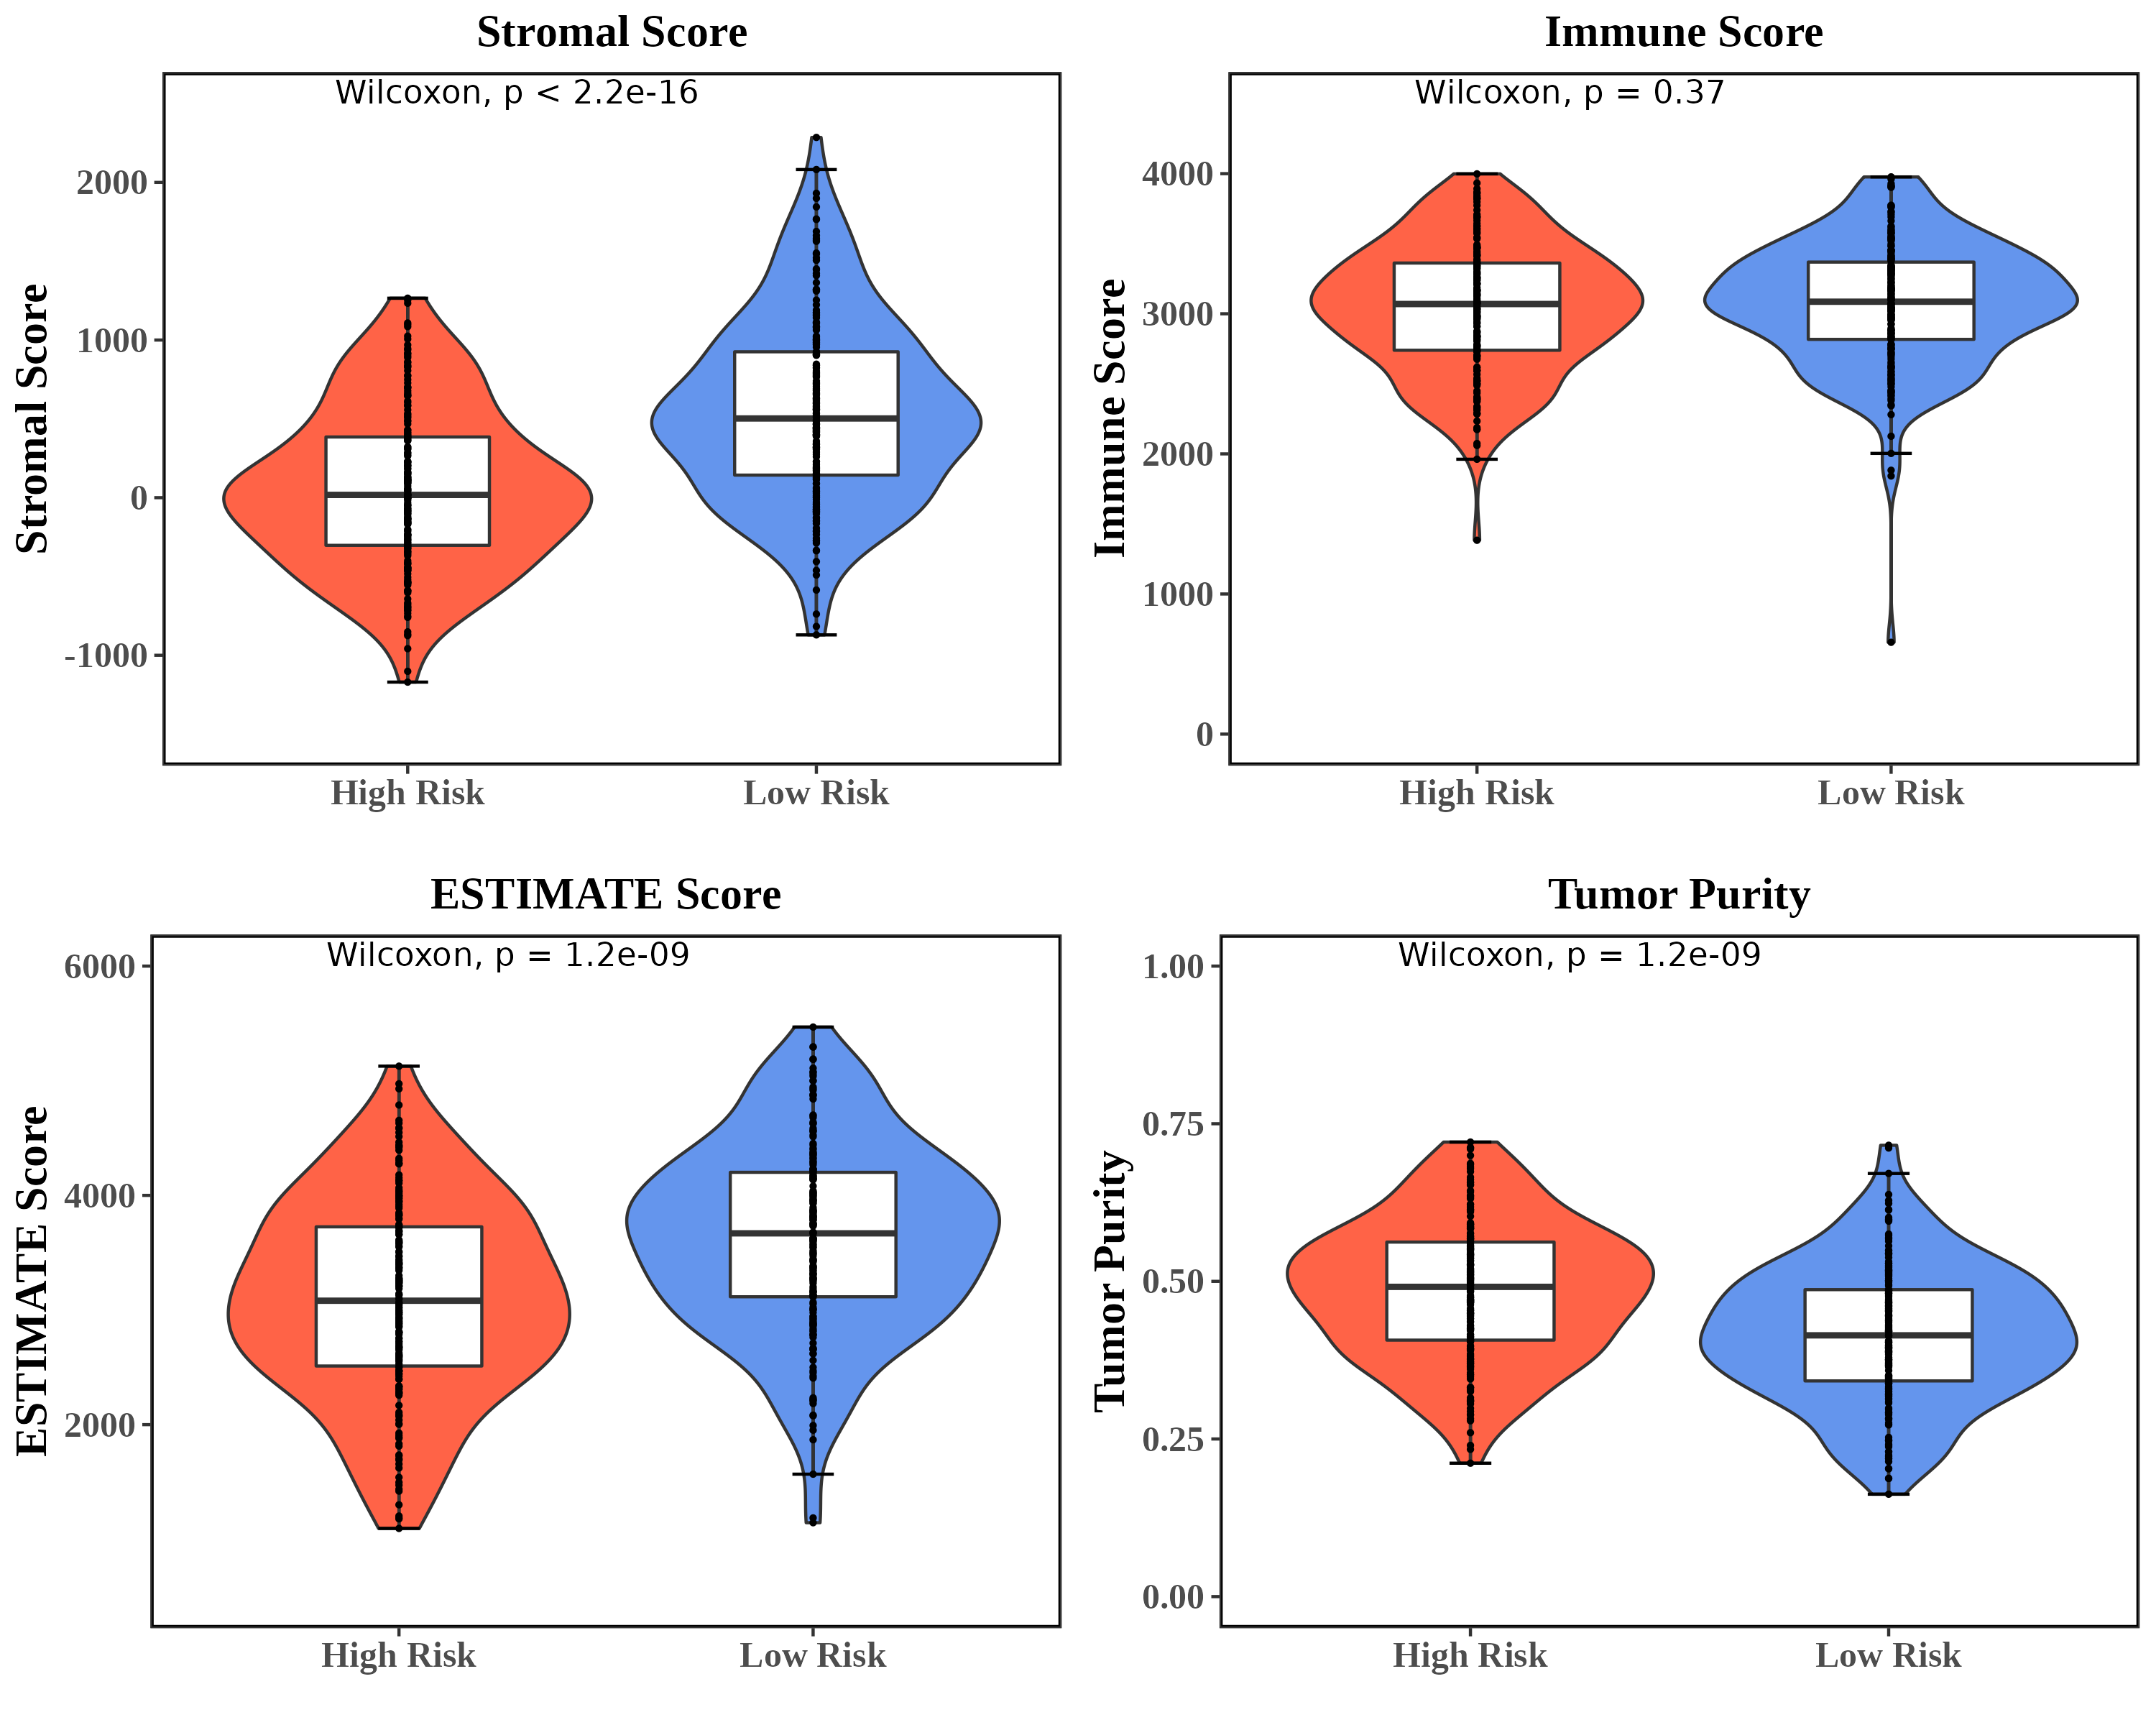 Stromal Score
Wilcoxon, p < 2.2e-16
Stromal Score
2000
1000
0
-1000
High Risk
Low Risk
Immune Score
Wilcoxon, p = 0.37
Immune Score
4000
3000
2000
1000
0
High Risk
Low Risk
ESTIMATE Score
Wilcoxon, p = 1.2e-09
ESTIMATE Score
6000
4000
2000
High Risk
Low Risk
Tumor Purity
Wilcoxon, p = 1.2e-09
Tumor Purity
1.00
0.75
0.50
0.25
0.00
High Risk
Low Risk